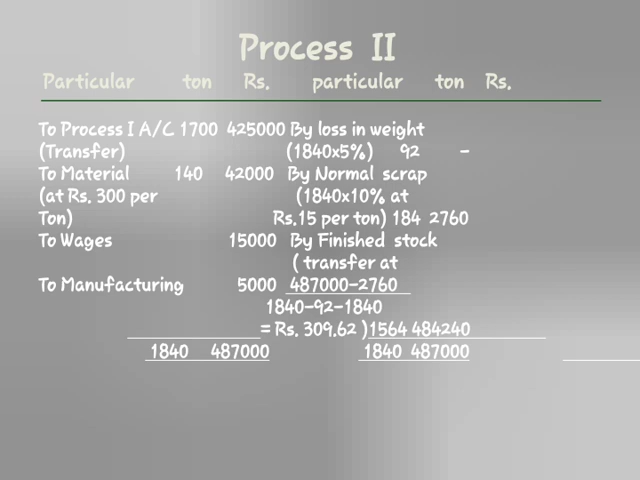 Process II
Particular ton Rs. particular ton Rs.
To Process I A/C 1700 425000 By loss in weight
(Transfer) (1840x5%) 92 -
To Material 140 42000 By Normal scrap
(at Rs. 300 per (1840x10% at
Ton) Rs.15 per ton) 184 2760
To Wages 15000 By Finished stock
( transfer at
To Manufacturing 5000 487000-2760
1840-92-1840
= Rs. 309.62 )1564 484240
1840 487000 1840 487000